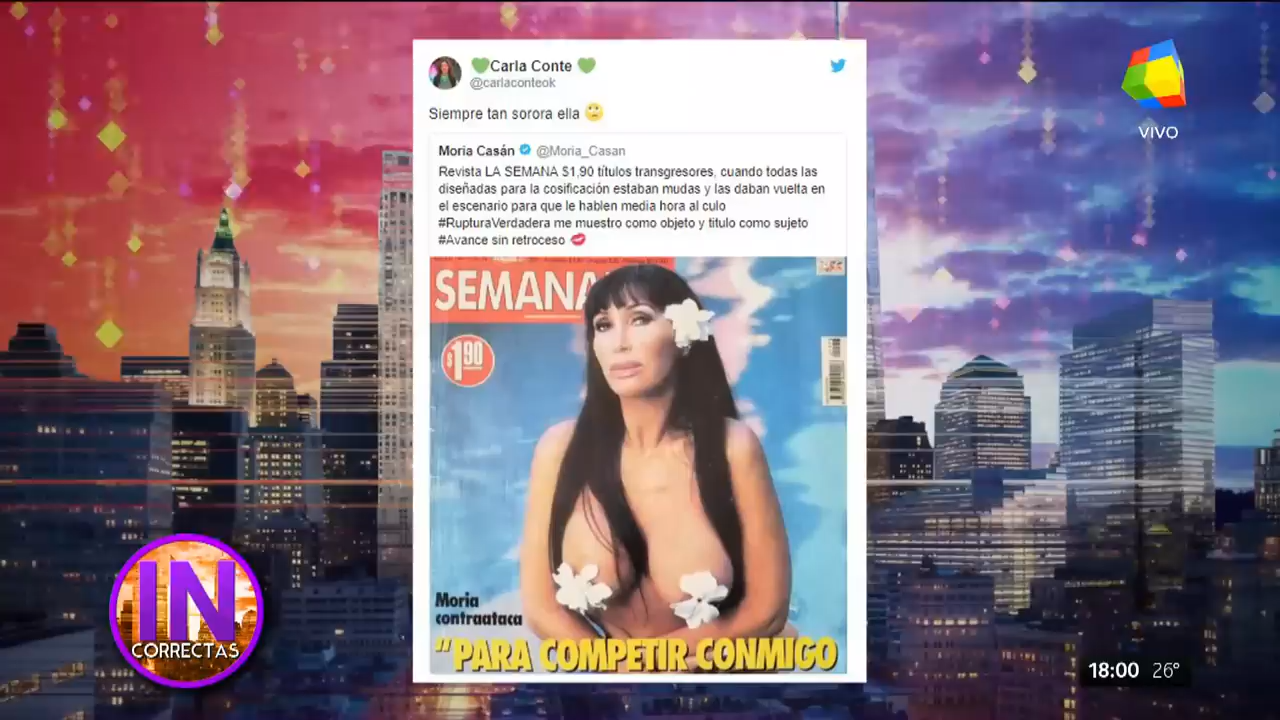 💚Carla Conte 💚
@carlaconteok
Siempre tan sorora ella 🙄
Moria Casán @Moria_Casan
Revista LA SEMANA $1,90 títulos transgresores, cuando todas las
diseñadas para la cosificación estaban mudas y las daban vuelta en
el escenario para que le hablen media hora al culo
#RupturaVerdadera me muestro como objeto y titulo como sujeto
#Avance sin retroceso 💋
SEMANA
$1,90
Moria
contraataca
"PARA COMPETIR CONMIGO
VIVO
IN
CORRECTAS
18:00 26°